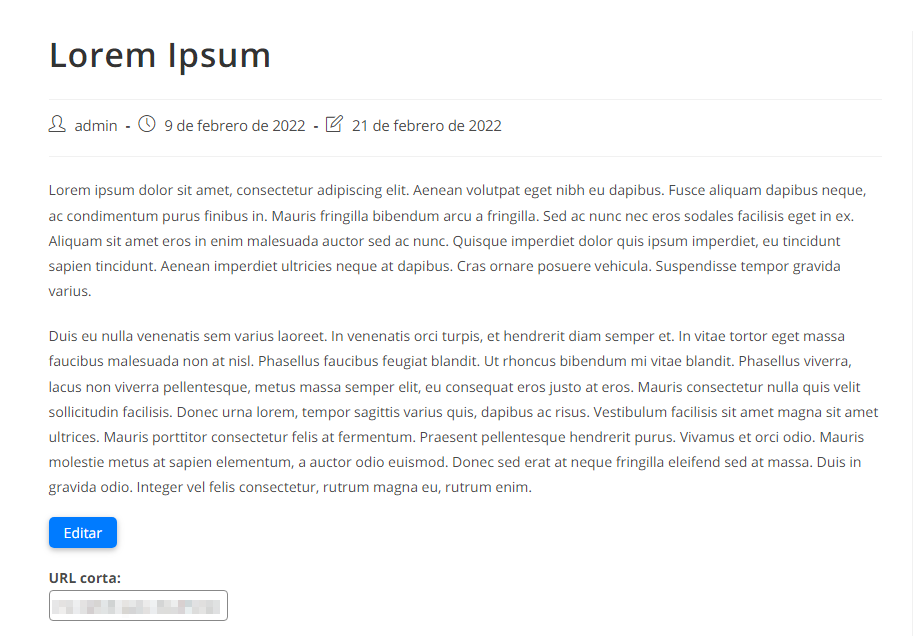 Lorem Ipsum
admin - 9 de febrero de 2022 - 21 de febrero de 2022
Lorem ipsum dolor sit amet, consectetur adipiscing elit. Aenean volutpat eget nibh eu dapibus. Fusce aliquam dapibus neque,
ac condimentum purus finibus in. Mauris fringilla bibendum arcu a fringilla. Sed ac nunc nec eros sodales facilisis eget in ex.
Aliquam sit amet eros in enim malesuada auctor sed ac nunc. Quisque imperdiet dolor quis ipsum imperdiet, eu tincidunt
sapien tincidunt. Aenean imperdiet ultricies neque at dapibus. Cras ornare posuere vehicula. Suspendisse tempor gravida
varius.
Duis eu nulla venenatis sem varius laoreet. In venenatis orci turpis, et hendrerit diam semper et. In vitae tortor eget massa
faucibus malesuada non at nisl. Phasellus faucibus feugiat blandit. Ut rhoncus bibendum mi vitae blandit. Phasellus viverra,
lacus non viverra pellentesque, metus massa semper elit, eu consequat eros justo at eros. Mauris consectetur nulla quis velit
sollicitudin facilisis. Donec urna lorem, tempor sagittis varius quis, dapibus ac risus. Vestibulum facilisis sit amet magna sit amet
ultrices. Mauris porttitor consectetur felis at fermentum. Praesent pellentesque hendrerit purus. Vivamus et orci odio. Mauris
molestie metus at sapien elementum, a auctor odio euismod. Donec sed erat at neque fringilla eleifend sed at massa. Duis in
gravida odio. Integer vel felis consectetur, rutrum magna eu, rutrum enim.
Editar
URL corta: